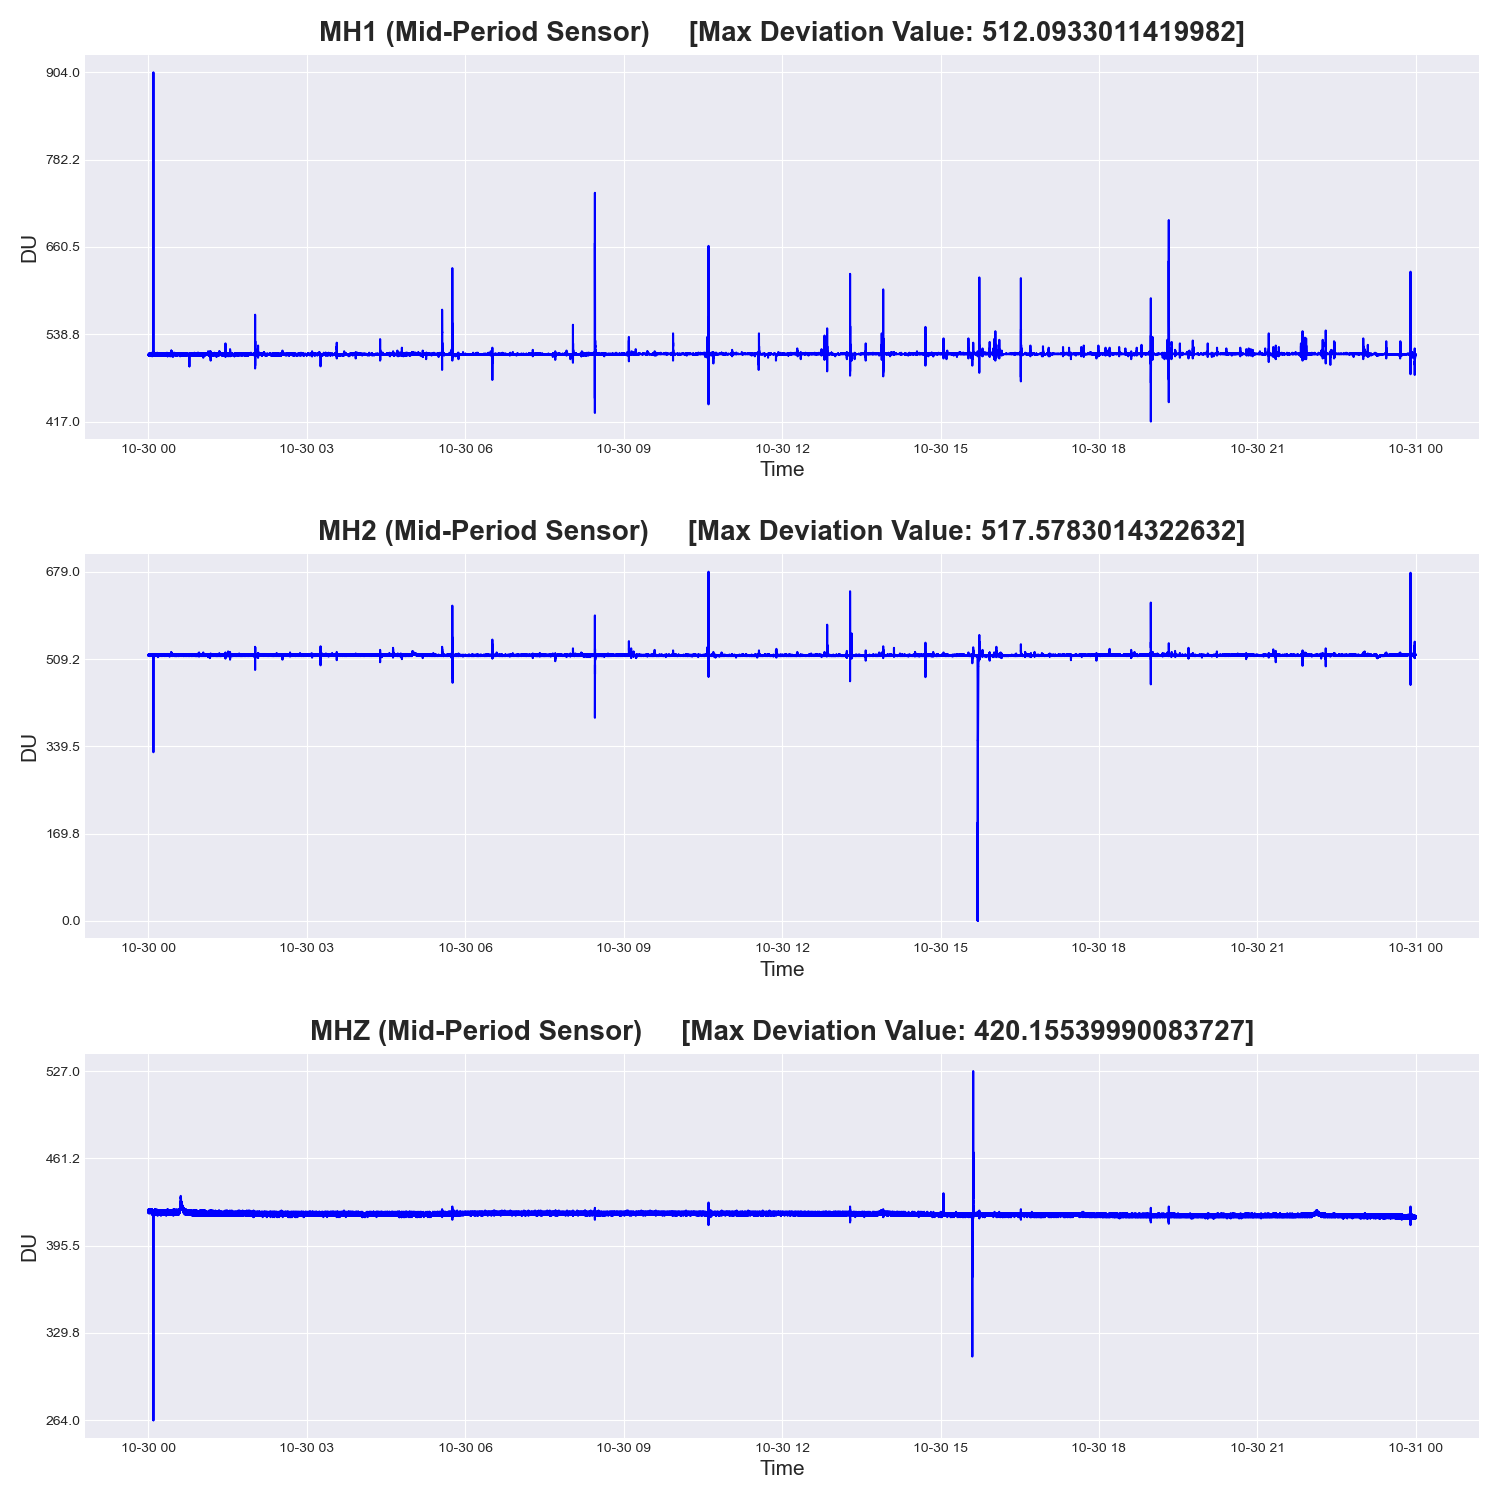 MH1 (Mid-Period Sensor) [Max Deviation Value: 512.0933011419982]
904.0
782.2
660.5
538.8
417.0
DU
10-30 00 10-30 03 10-30 06 10-30 09 10-30 12 10-30 15 10-30 18 10-30 21 10-31 00
Time
MH2 (Mid-Period Sensor) [Max Deviation Value: 517.5783014322632]
679.0
509.2
339.5
169.8
0.0
DU
10-30 00 10-30 03 10-30 06 10-30 09 10-30 12 10-30 15 10-30 18 10-30 21 10-31 00
Time
MHZ (Mid-Period Sensor) [Max Deviation Value: 420.15539990083727]
527.0
461.2
395.5
329.8
264.0
DU
10-30 00 10-30 03 10-30 06 10-30 09 10-30 12 10-30 15 10-30 18 10-30 21 10-31 00
Time